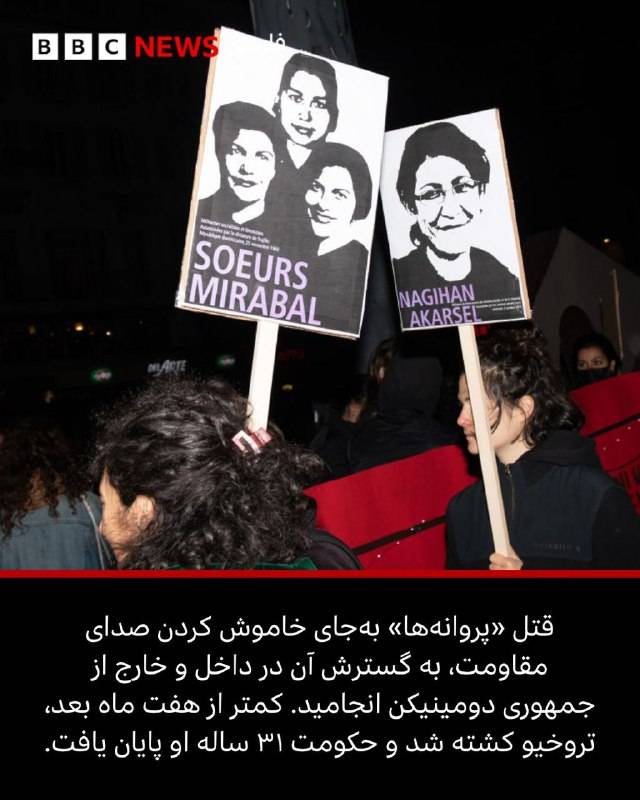 BBC NEWS فارسی
SOEURS
MIRABAL
NAGIHAN
AKARSEL
قتل «پروانه‌ها» به‌جای خاموش کردن صدای
مقاومت، به گسترش آن در داخل و خارج از
جمهوری دومینیکن انجامید. کمتر از هفت ماه بعد،
تروخیو کشته شد و حکومت ۳۱ ساله او پایان یافت.